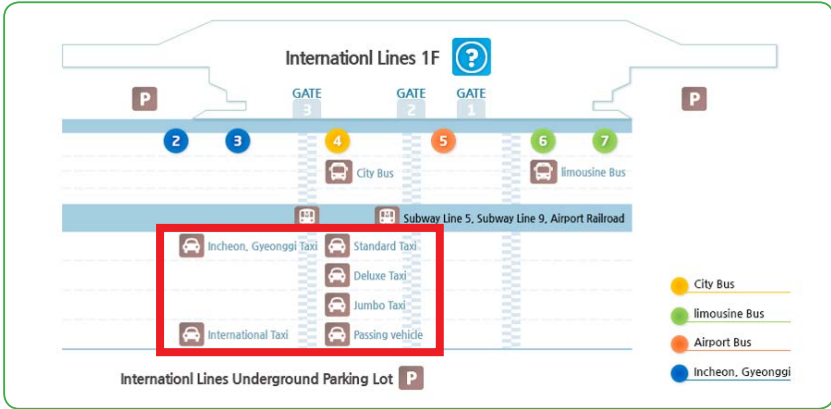 Internationl Lines 1F ?
P
GATE 3
GATE 2
GATE 1
P
2 3 4 5 6 7
City Bus
limousine Bus
M M Subway Line 5, Subway Line 9, Airport Railroad
Incheon, Gyeonggi Taxi
Standard Taxi
Deluxe Taxi
Jumbo Taxi
International Taxi
Passing vehicle
City Bus
limousine Bus
Airport Bus
Incheon, Gyeonggi
Internationl Lines Underground Parking Lot P